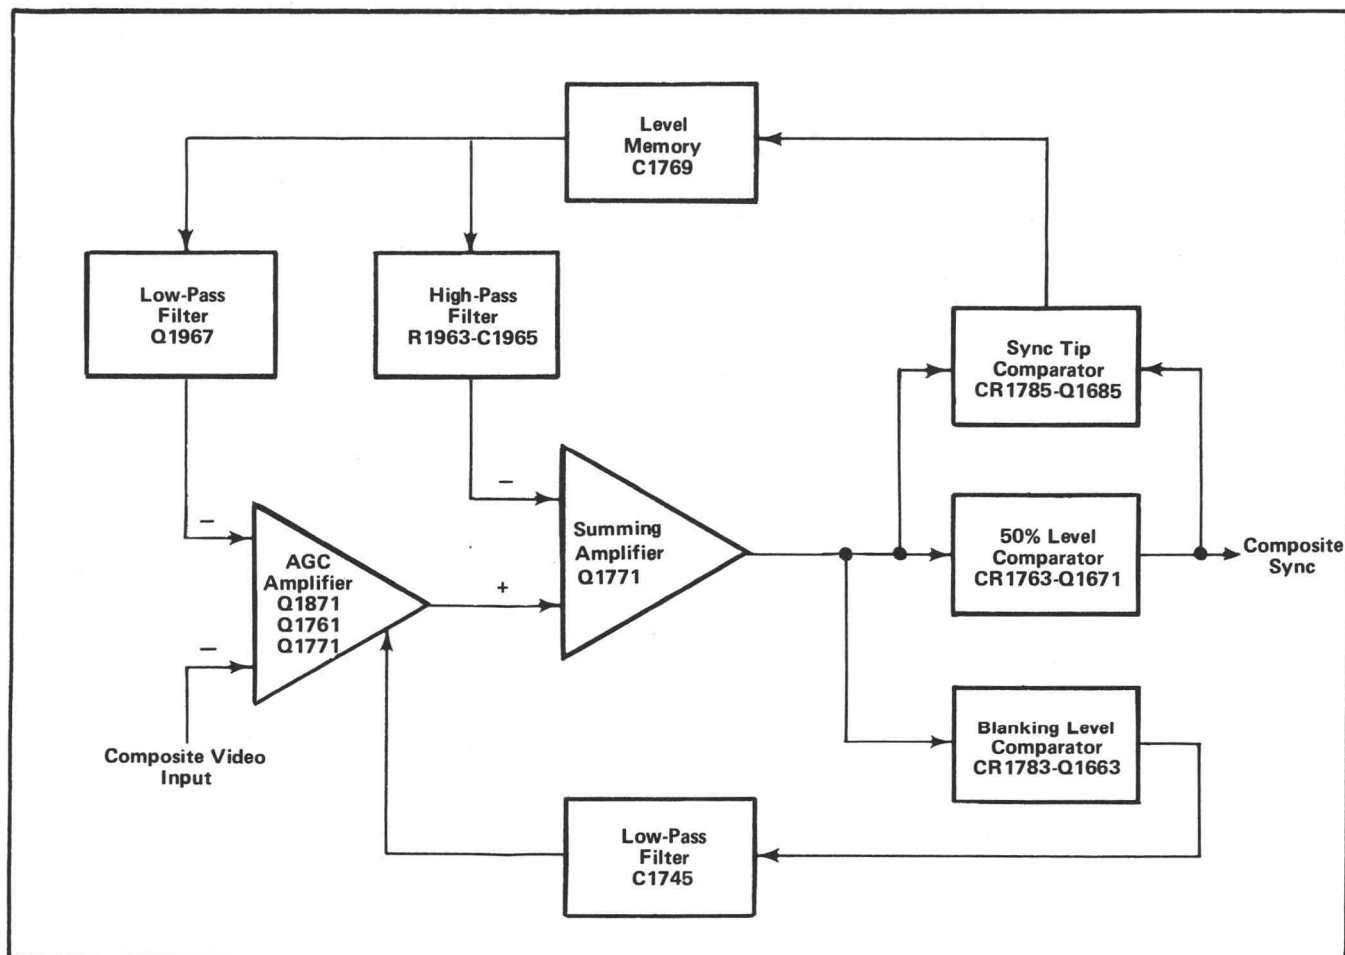 Level
Memory
C1769
Low-Pass
Filter
Q1967
High-Pass
Filter
R1963-C1965
Sync Tip
Comparator
CR1785-Q1685
−
−
AGC
Amplifier
Q1871
Q1761
Q1771
−
+
Summing
Amplifier
Q1771
50% Level
Comparator
CR1763-Q1671
Composite
Sync
Composite Video
Input
Blanking Level
Comparator
CR1783-Q1663
Low-Pass
Filter
C1745